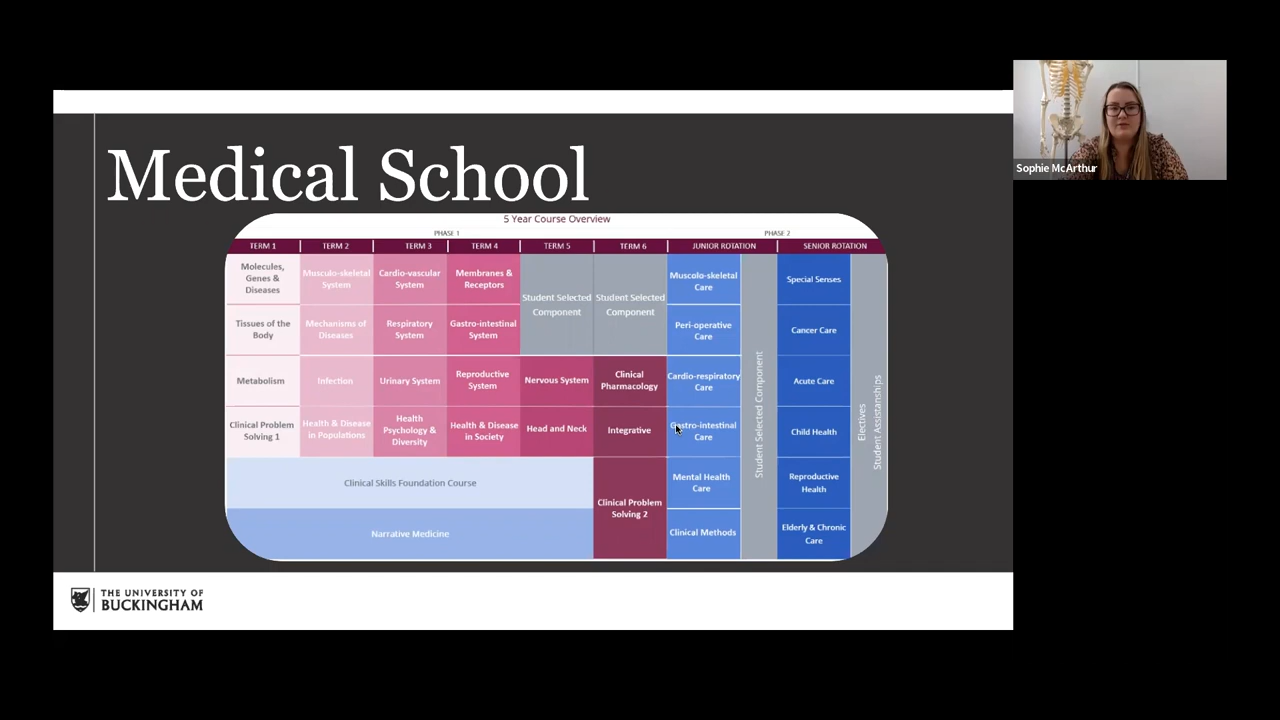 Medical School
5 Year Course Overview
PHASE 1
PHASE 2
TERM 1
TERM 2
TERM 3
TERM 4
TERM 5
TERM 6
JUNIOR ROTATION
SENIOR ROTATION
Molecules,
Genes &
Diseases
Musculo-skeletal
System
Cardio-vascular
System
Membranes &
Receptors
Student Selected
Component
Student Selected
Component
Muscolo-skeletal
Care
Special Senses
Tissues of the
Body
Mechanisms of
Diseases
Respiratory
System
Gastro-intestinal
System
Peri-operative
Care
Cancer Care
Metabolism
Infection
Urinary System
Reproductive
System
Nervous System
Clinical
Pharmacology
Cardio-respiratory
Care
Acute Care
Clinical Problem
Solving 1
Health & Disease
in Populations
Health
Psychology &
Diversity
Health & Disease
in Society
Head and Neck
Integrative
Gastro-intestinal
Care
Child Health
Student Selected Component
Electives
Student Assistanships
Clinical Skills Foundation Course
Clinical Problem
Solving 2
Mental Health
Care
Reproductive
Health
Narrative Medicine
Clinical Methods
Elderly & Chronic
Care
THE UNIVERSITY OF
BUCKINGHAM
Sophie McArthur